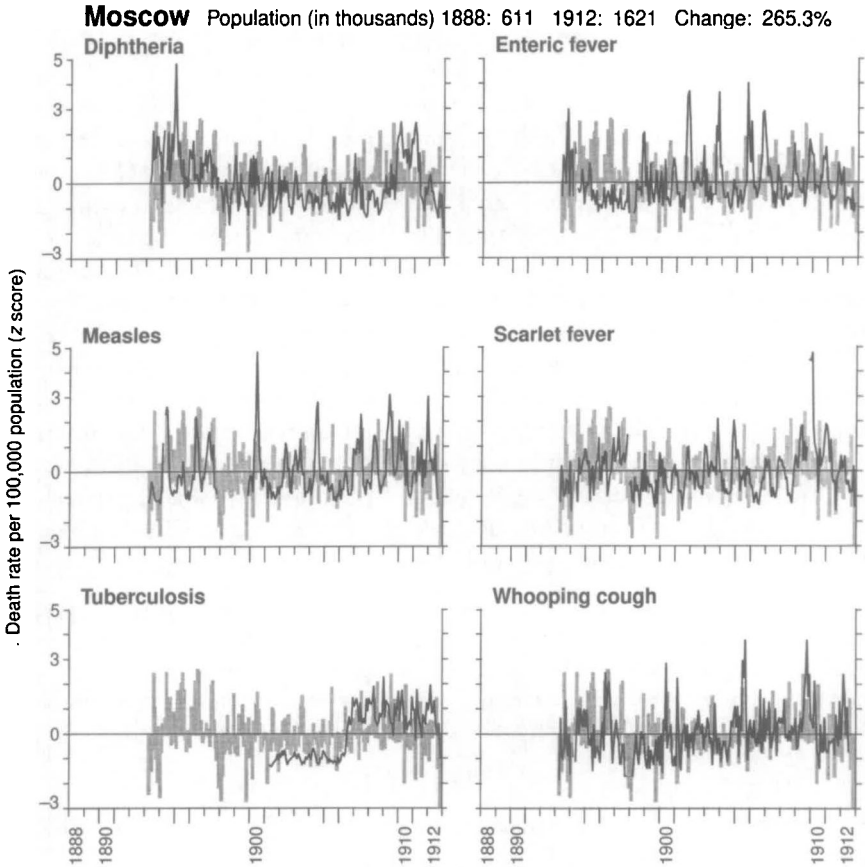 Moscow Population (in thousands) 1888: 611 1912: 1621 Change: 265.3%
Diphtheria
Enteric fever
5
3
0
–3
Measles
Scarlet fever
5
3
0
–3
Tuberculosis
Whooping cough
5
3
0
–3
. Death rate per 100,000 population (z score)
1888
1890
1900
1910
1912
1888
1890
1900
1910
1912